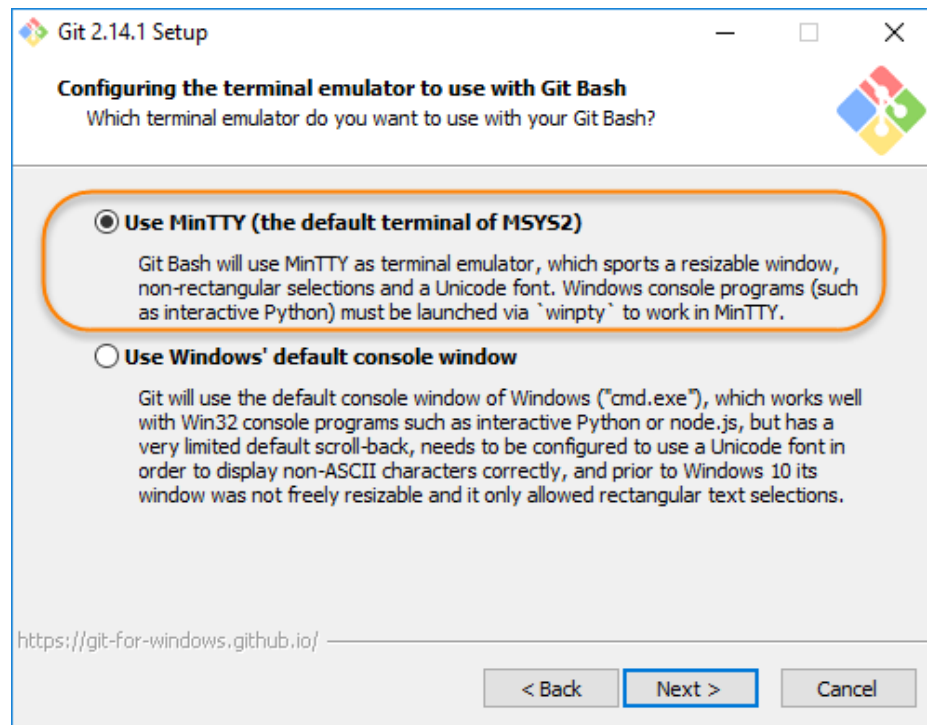 Git 2.14.1 Setup
Configuring the terminal emulator to use with Git Bash
Which terminal emulator do you want to use with your Git Bash?
Use MinTTY (the default terminal of MSYS2)
Git Bash will use MinTTY as terminal emulator, which sports a resizable window,
non-rectangular selections and a Unicode font. Windows console programs (such
as interactive Python) must be launched via `winpty` to work in MinTTY.
Use Windows' default console window
Git will use the default console window of Windows ("cmd.exe"), which works well
with Win32 console programs such as interactive Python or node.js, but has a
very limited default scroll-back, needs to be configured to use a Unicode font in
order to display non-ASCII characters correctly, and prior to Windows 10 its
window was not freely resizable and it only allowed rectangular text selections.
https://git-for-windows.github.io/
< Back Next > Cancel